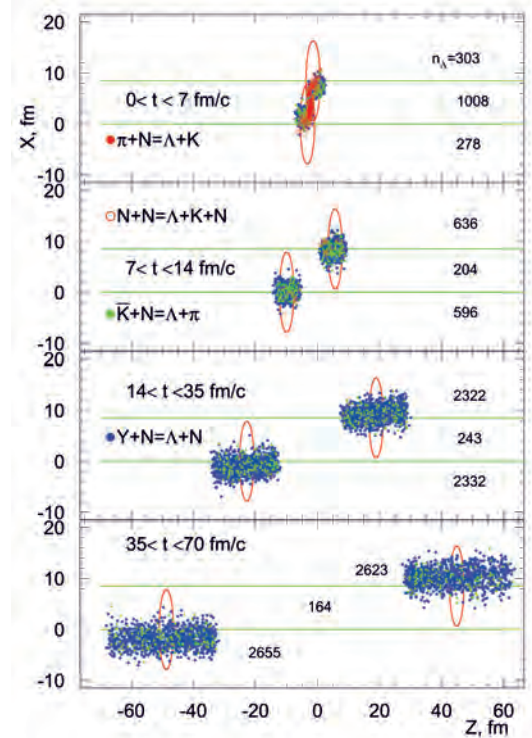 20
n_Λ=303
10
0< t < 7 fm/c
1008
X, fm
0
π+N=Λ+K
278
-10
20
N+N=Λ+K+N
636
10
7< t <14 fm/c
204
0
K̅+N=Λ+π
596
-10
20
14< t <35 fm/c
2322
10
Y+N=Λ+N
243
0
2332
-10
20
35< t <70 fm/c
2623
10
164
0
2655
-10
-60 -40 -20 0 20 40 60
Z, fm